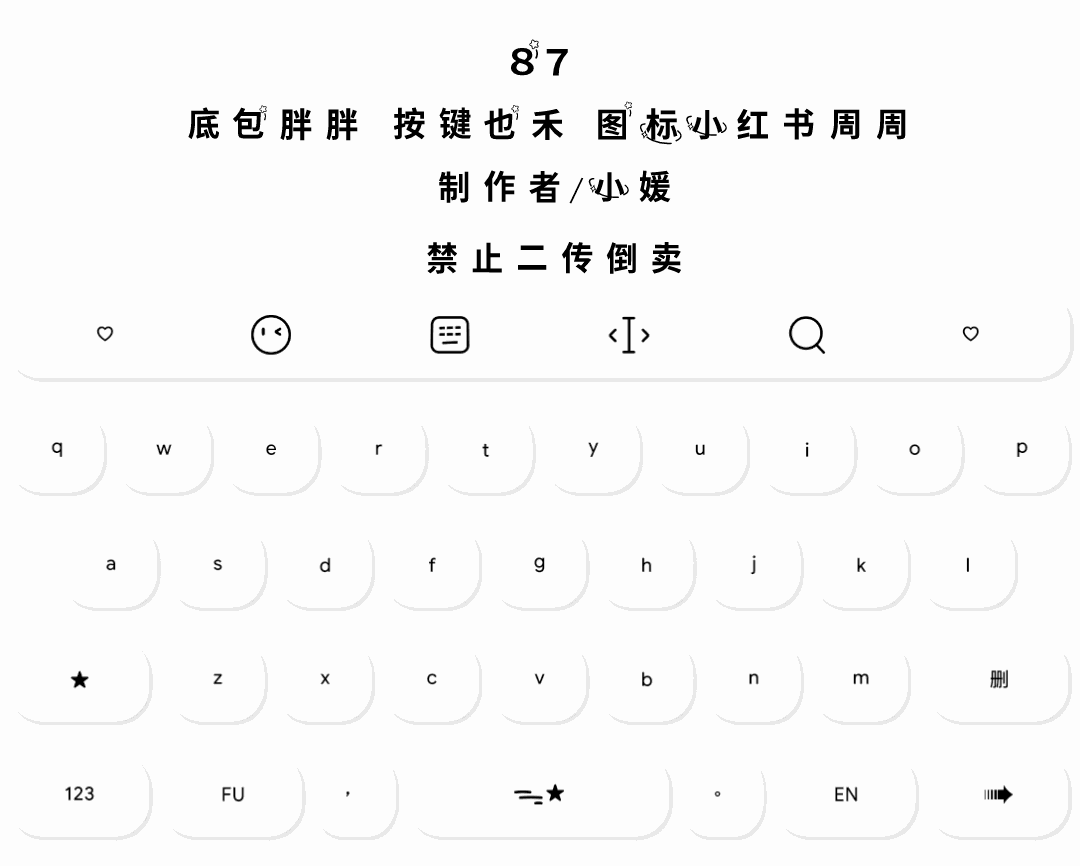 87
底包胖胖 按键也禾 图标小红书周周
制作者/小媛
禁止二传倒卖
q w e r t y u i o p
a s d f g h j k l
★ z x c v b n m 删
123 FU , ★ 。 EN